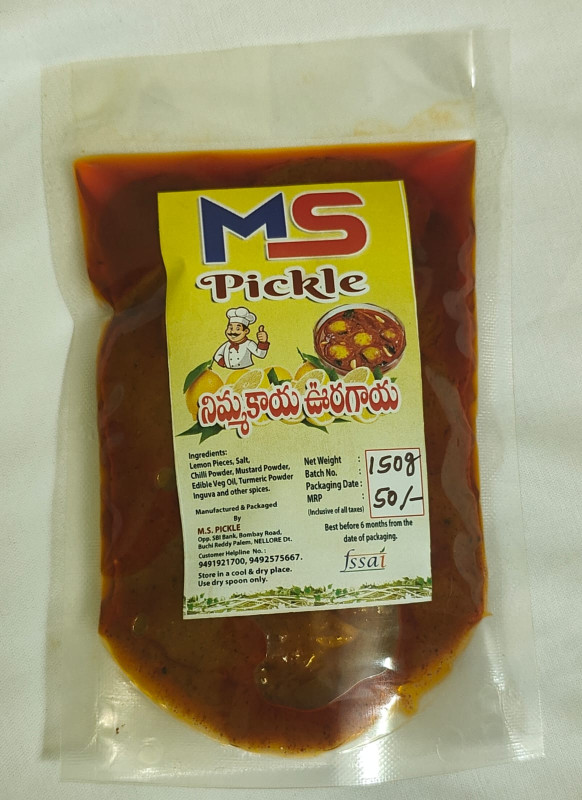 MS
Pickle
నిమ్మకాయ ఊరగాయ
Ingredients:
Lemon Pieces, Salt,
Chilli Powder, Mustard Powder,
Edible Veg Oil, Turmeric Powder
Inguva and other spices.
Manufactured & Packaged
By
M.S. PICKLE
Opp. SBI Bank, Bombay Road,
Buchi Reddy Palem. NELLORE Dt.
Customer Helpline No. :
9491921700, 9492575667.
Store in a cool & dry place.
Use dry spoon only.
Net Weight : 150g
Batch No. :
Packaging Date :
MRP : 50/-
(Inclusive of all taxes)
Best before 6 months from the
date of packaging.
fssai